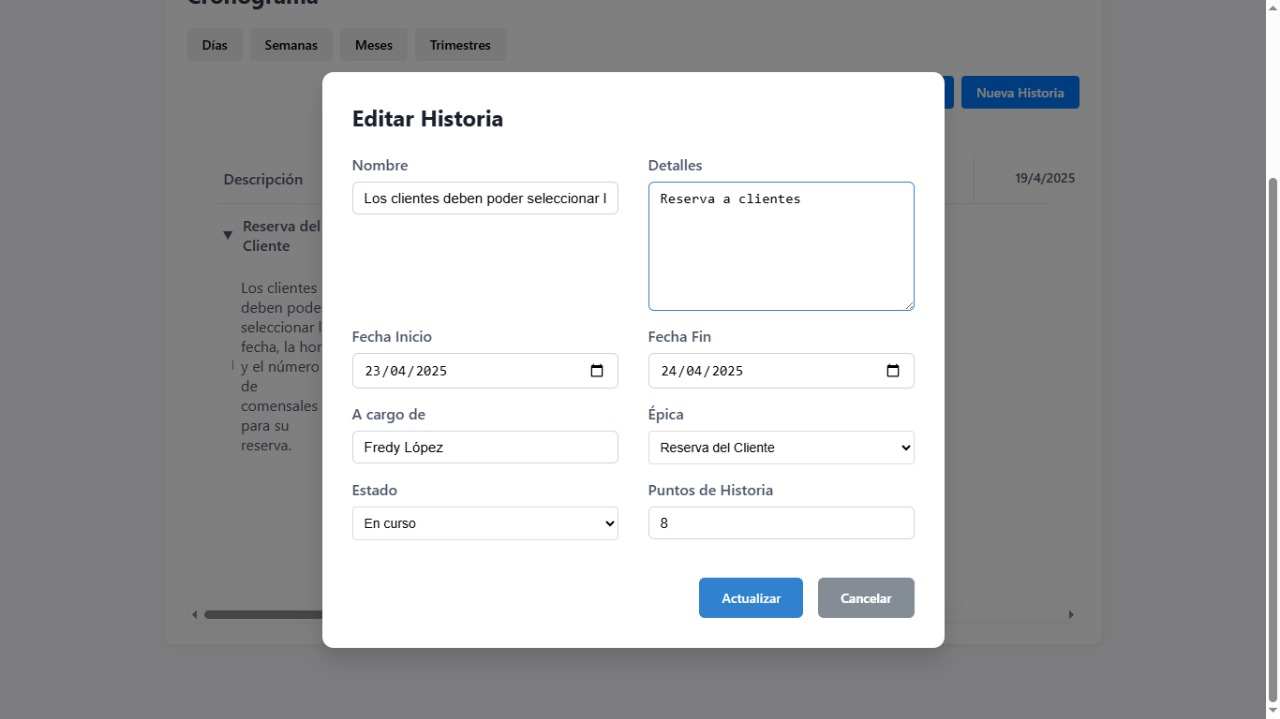 Cronograma
Días Semanas Meses Trimestres
Nueva Historia
Editar Historia
Nombre Detalles
Los clientes deben poder seleccionar l Reserva a clientes
Descripción 19/4/2025
Reserva del
Cliente
Los clientes
deben pode
seleccionar l
fecha, la hor
y el número
de
comensales
para su
reserva.
Fecha Inicio Fecha Fin
23/04/2025 24/04/2025
A cargo de Épica
Fredy López Reserva del Cliente
Estado Puntos de Historia
En curso 8
Actualizar Cancelar